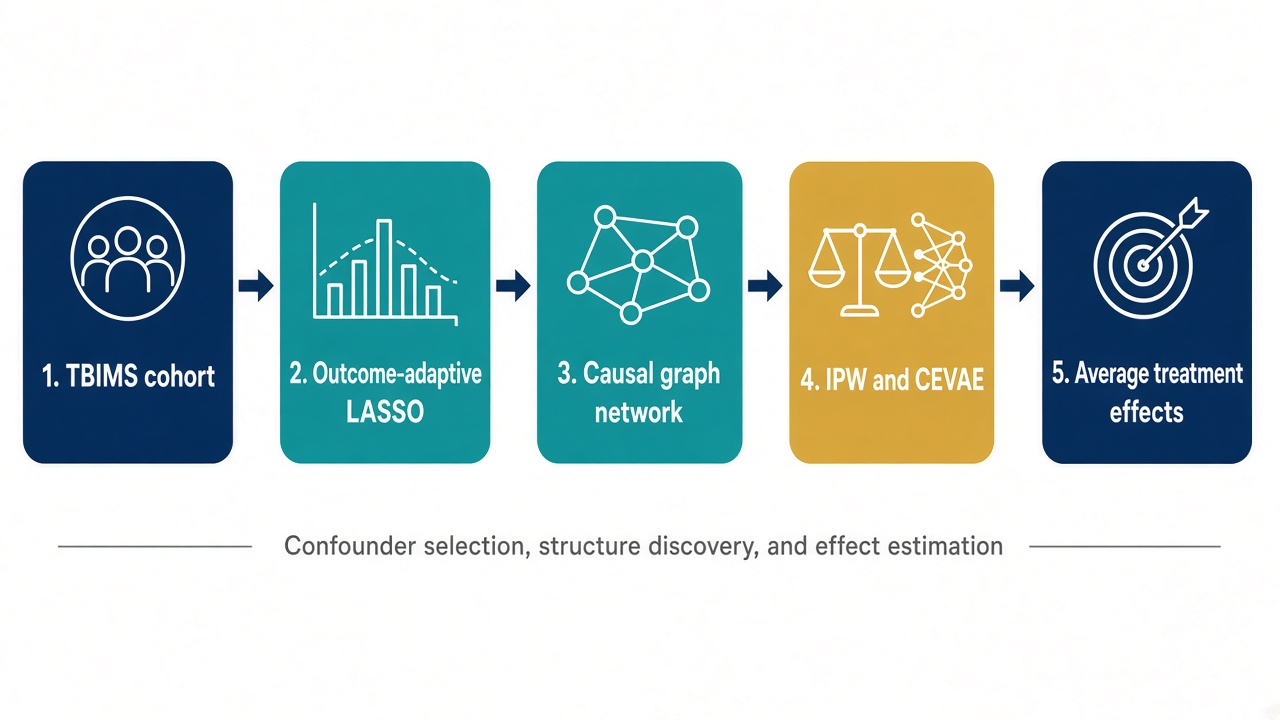 1. TBIMS cohort
2. Outcome-adaptive
LASSO
3. Causal graph
network
4. IPW and CEVAE
5. Average treatment
effects
Confounder selection, structure discovery, and effect estimation